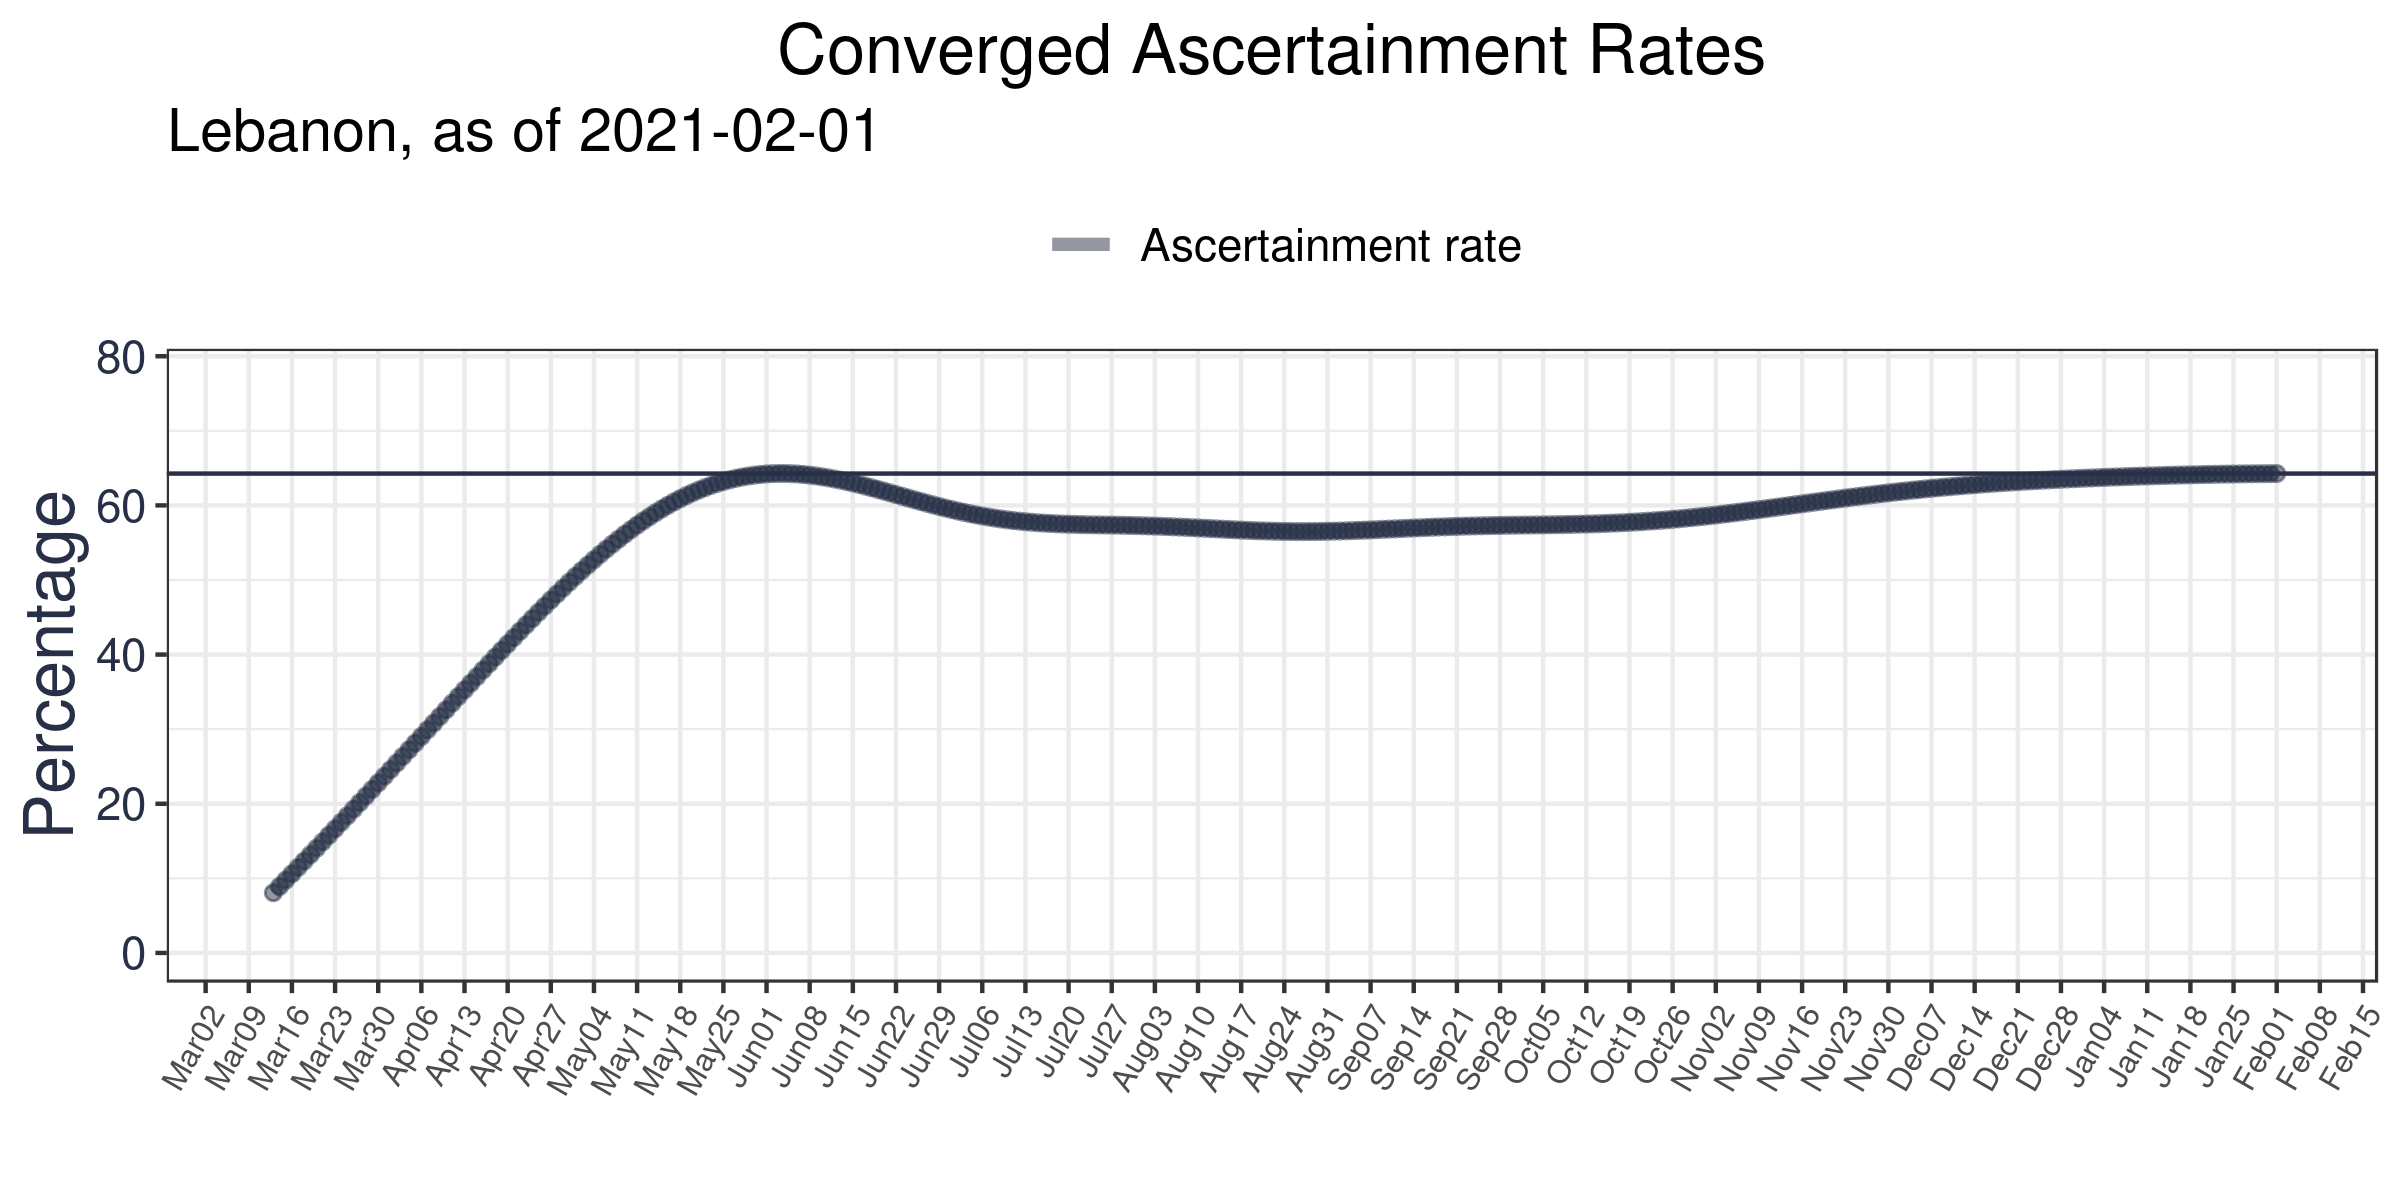 Converged Ascertainment Rates
Lebanon, as of 2021-02-01
Ascertainment rate
Percentage
80
60
40
20
0
Mar02
Mar09
Mar16
Mar23
Mar30
Apr06
Apr13
Apr20
Apr27
May04
May11
May18
May25
Jun01
Jun08
Jun15
Jun22
Jun29
Jul06
Jul13
Jul20
Jul27
Aug03
Aug10
Aug17
Aug24
Aug31
Sep07
Sep14
Sep21
Sep28
Oct05
Oct12
Oct19
Oct26
Nov02
Nov09
Nov16
Nov23
Nov30
Dec07
Dec14
Dec21
Dec28
Jan04
Jan11
Jan18
Jan25
Feb01
Feb08
Feb15